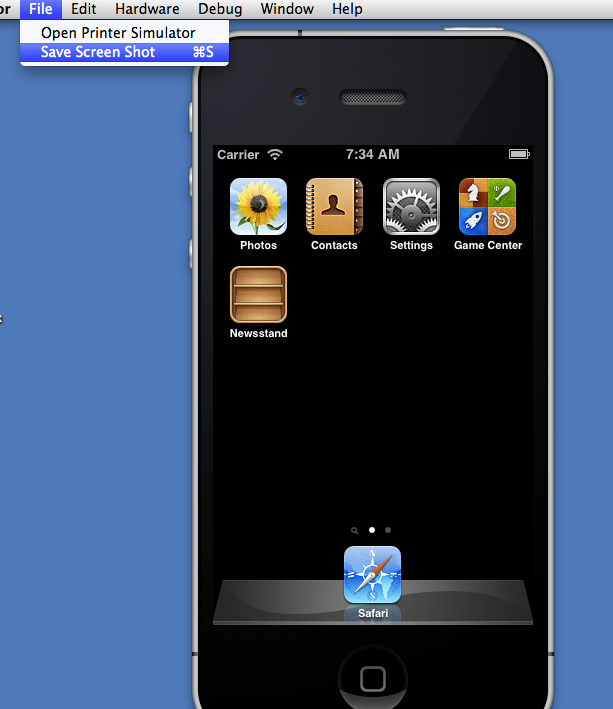 or File Edit Hardware Debug Window Help
Open Printer Simulator
Save Screen Shot ⌘S
Carrier 7:34 AM
Photos Contacts Settings Game Center
Newsstand
N
Safari